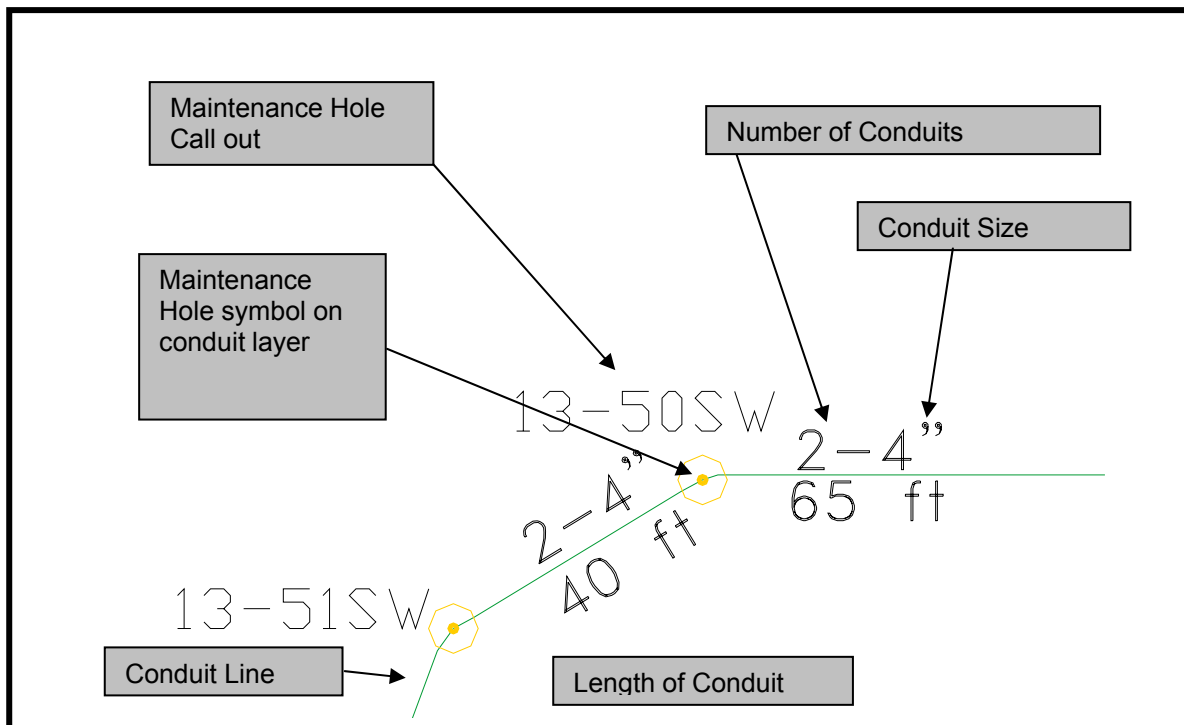 Maintenance Hole
Call out
Number of Conduits
Conduit Size
Maintenance
Hole symbol on
conduit layer
13-50SW
2-4”
65 ft
2-4”
40 ft
13-51SW
Conduit Line
Length of Conduit